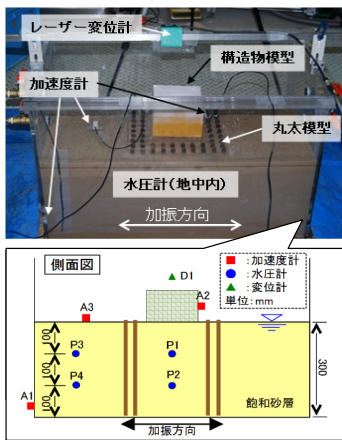 レーザー変位計
構造物模型
加速度計
丸太模型
水圧計(地中内)
加振方向
側面図
:加速度計
:水圧計
:変位計
単位:mm
D1
A2
A3
100
P3
P1
100
P4
P2
100
A1
300
飽和砂層
加振方向